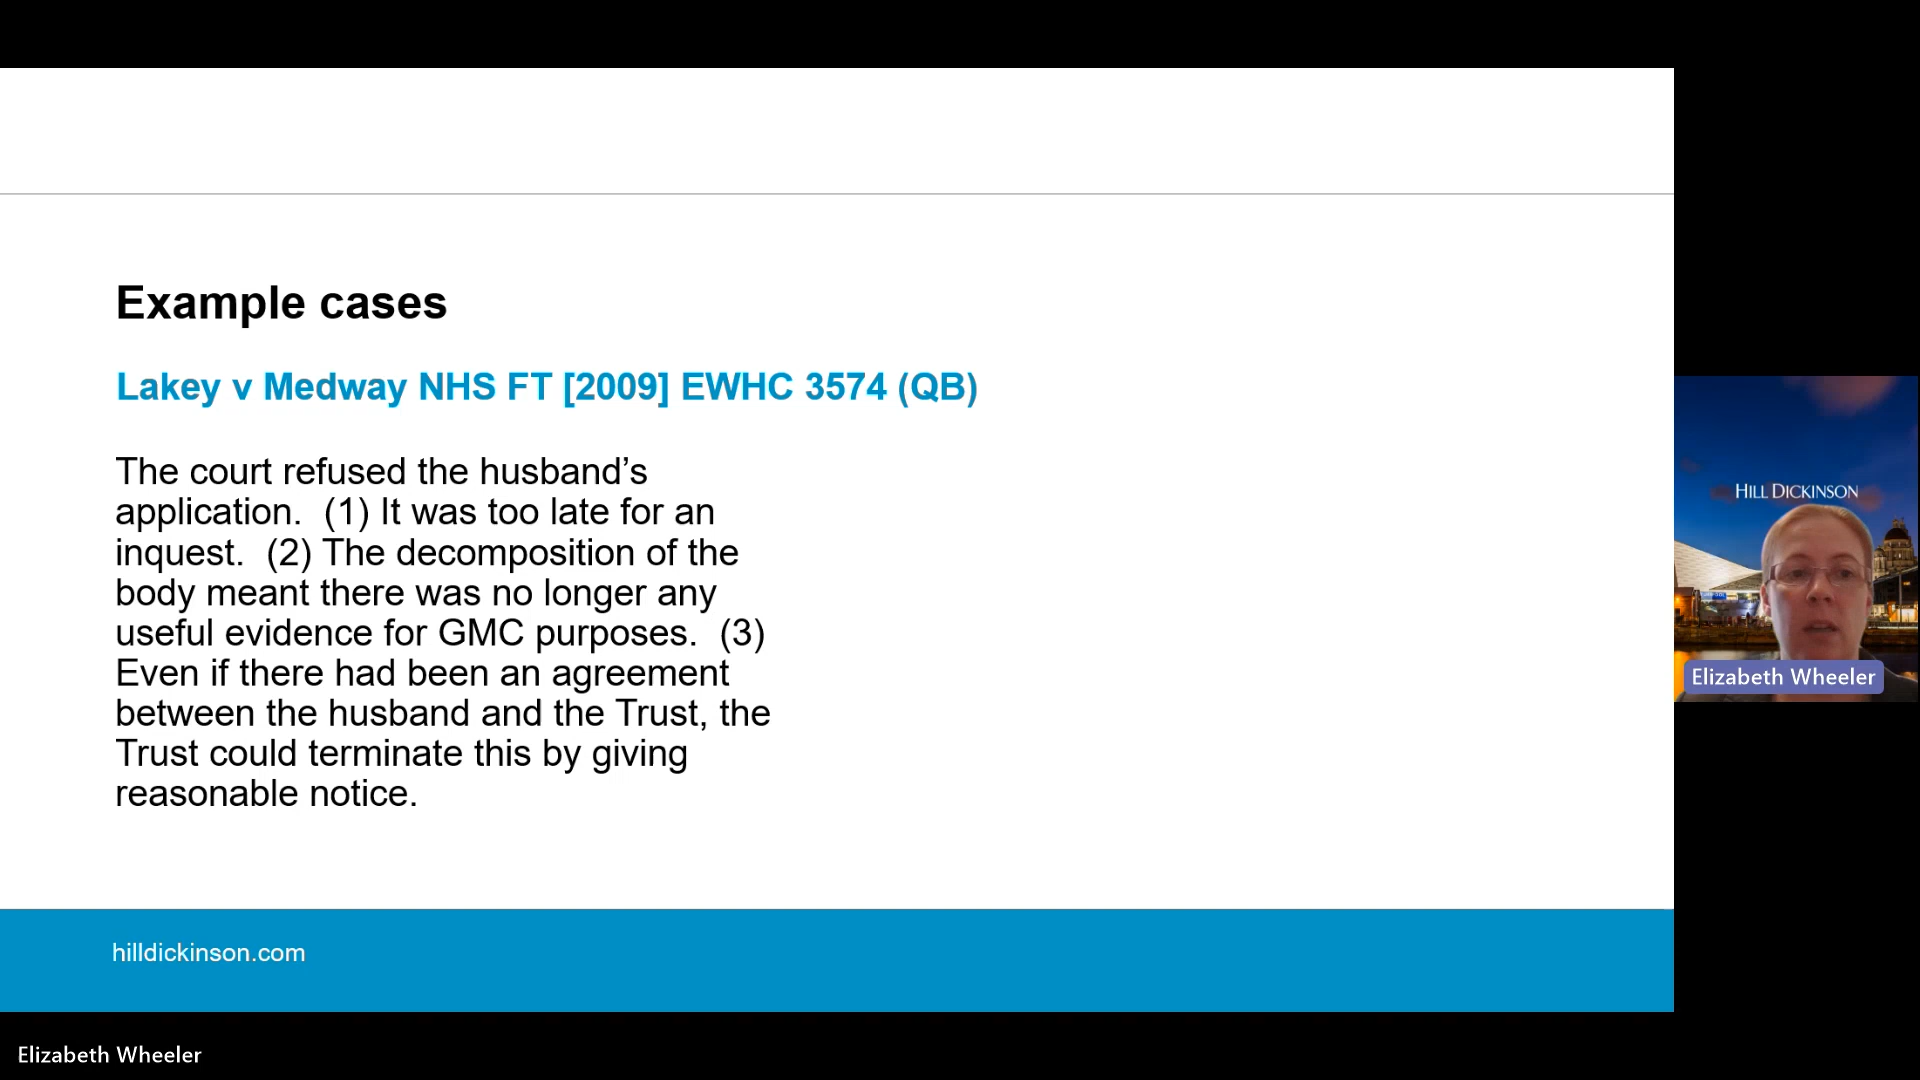 Example cases
Lakey v Medway NHS FT [2009] EWHC 3574 (QB)
The court refused the husband’s
application.  (1) It was too late for an
inquest.  (2) The decomposition of the
body meant there was no longer any
useful evidence for GMC purposes.  (3)
Even if there had been an agreement
between the husband and the Trust, the
Trust could terminate this by giving
reasonable notice.
hilldickinson.com
HILL DICKINSON
Elizabeth Wheeler
Elizabeth Wheeler